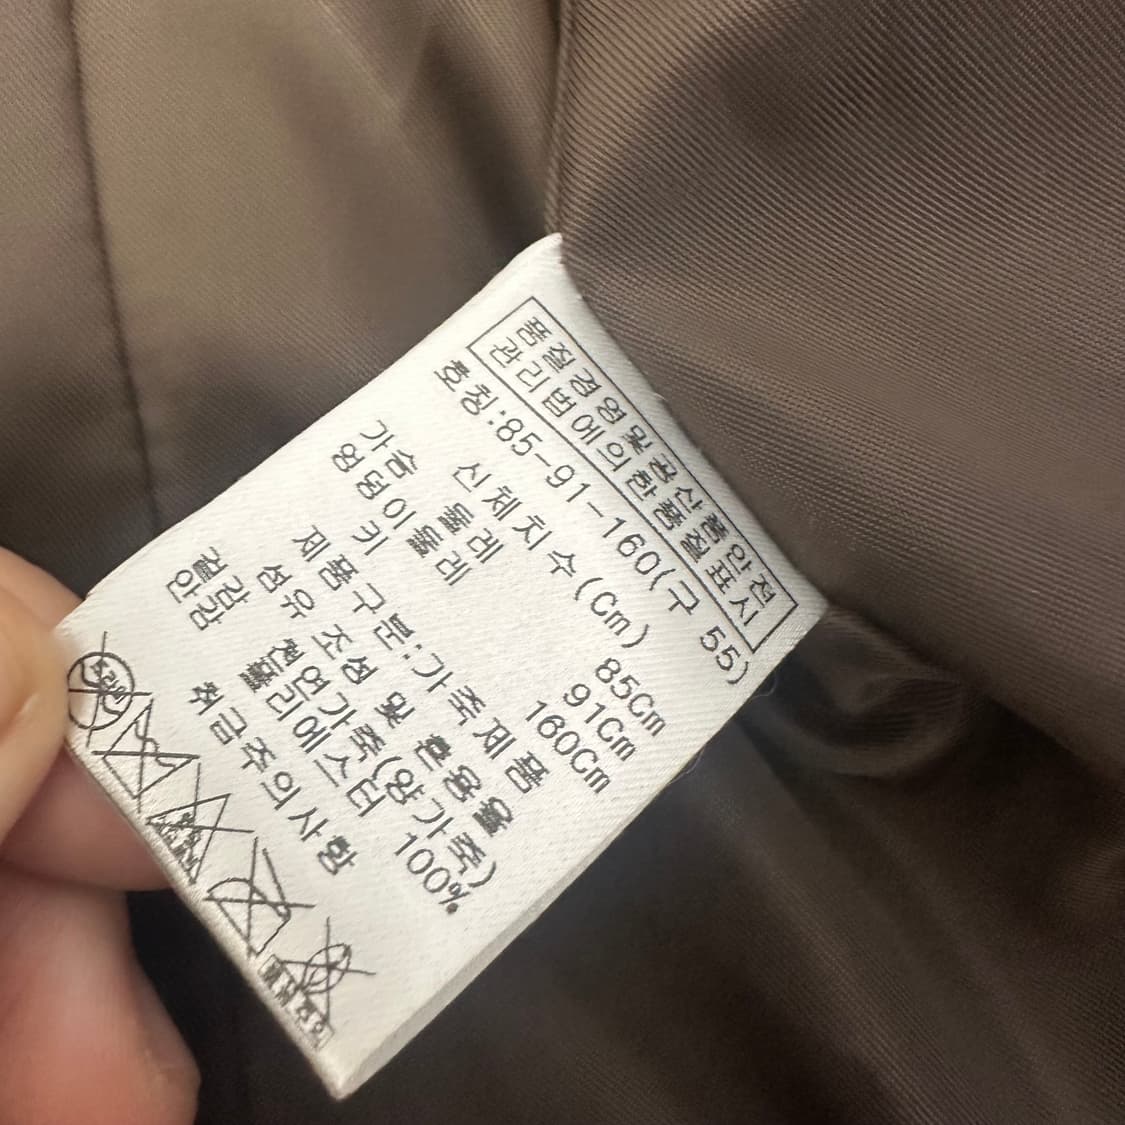 품질경영및공산품안전
관리법에의한품질표시
호칭:85-91-160(구 55)
신체치수(Cm)
가슴둘레 85Cm
엉덩이둘레 91Cm
키 160Cm
제품구분:가죽제품
섬유 조성 및 혼용율
겉감 천연가죽(양가죽)
안감 폴리에스터 100%
취급주의사항
드라이